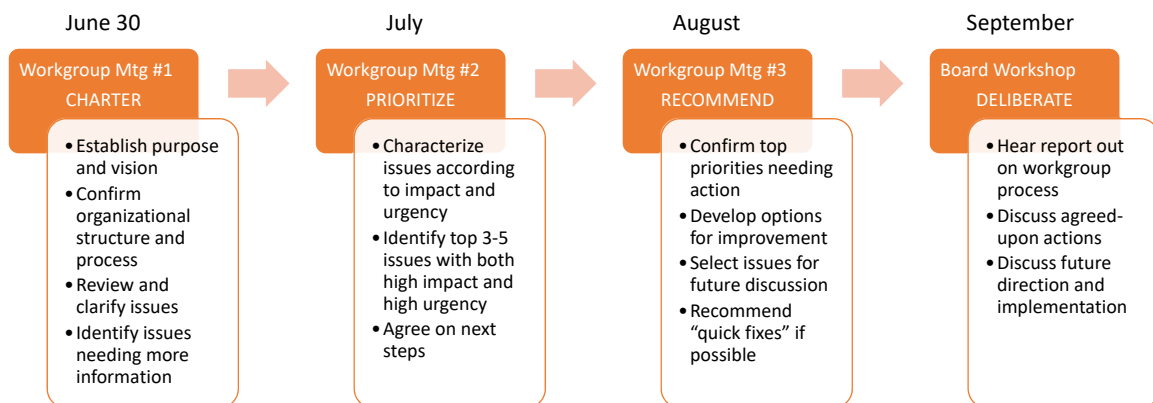 June 30
Workgroup Mtg #1
CHARTER
• Establish purpose
and vision
• Confirm
organizational
structure and
process
• Review and
clarify issues
• Identify issues
needing more
information
July
Workgroup Mtg #2
PRIORITIZE
• Characterize
issues according
to impact and
urgency
• Identify top 3-5
issues with both
high impact and
high urgency
• Agree on next
steps
August
Workgroup Mtg #3
RECOMMEND
• Confirm top
priorities needing
action
• Develop options
for improvement
• Select issues for
future discussion
• Recommend
“quick fixes” if
possible
September
Board Workshop
DELIBERATE
• Hear report out
on workgroup
process
• Discuss agreed-
upon actions
• Discuss future
direction and
implementation